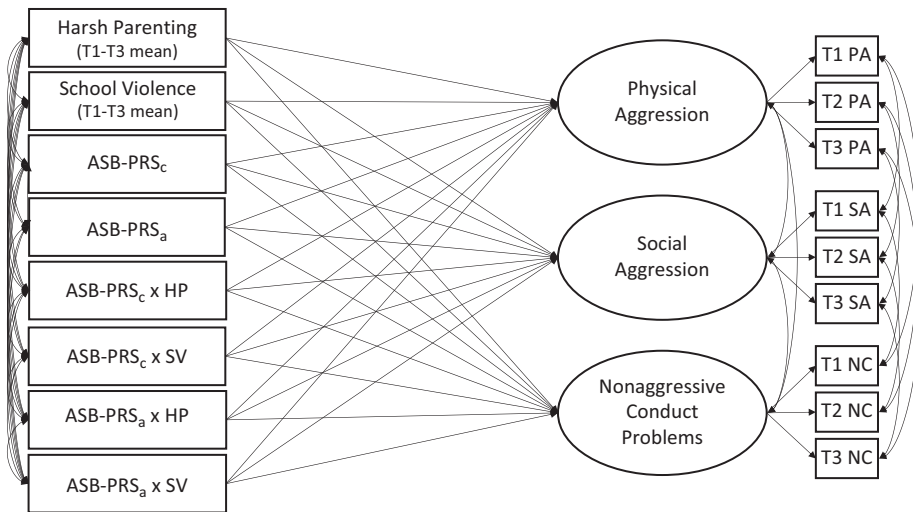 Harsh Parenting
(T1-T3 mean)
School Violence
(T1-T3 mean)
ASB-PRSc
ASB-PRSa
ASB-PRSc x HP
ASB-PRSc x SV
ASB-PRSa x HP
ASB-PRSa x SV
Physical
Aggression
Social
Aggression
Nonaggressive
Conduct
Problems
T1 PA
T2 PA
T3 PA
T1 SA
T2 SA
T3 SA
T1 NC
T2 NC
T3 NC